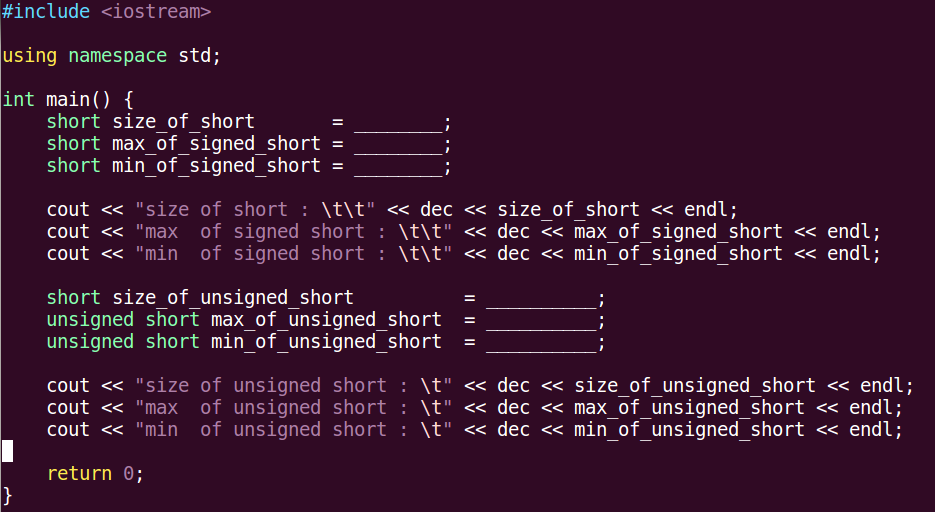 #include <iostream>
using namespace std;
int main() {
    short size_of_short       = ________;
    short max_of_signed_short = ________;
    short min_of_signed_short = ________;
    cout << "size of short : \t\t" << dec << size_of_short << endl;
    cout << "max  of signed short : \t\t" << dec << max_of_signed_short << endl;
    cout << "min  of signed short : \t\t" << dec << min_of_signed_short << endl;
    short size_of_unsigned_short          = __________;
    unsigned short max_of_unsigned_short  = __________;
    unsigned short min_of_unsigned_short  = __________;
    cout << "size of unsigned short : \t" << dec << size_of_unsigned_short << endl;
    cout << "max  of unsigned short : \t" << dec << max_of_unsigned_short << endl;
    cout << "min  of unsigned short : \t" << dec << min_of_unsigned_short << endl;
    return 0;
}